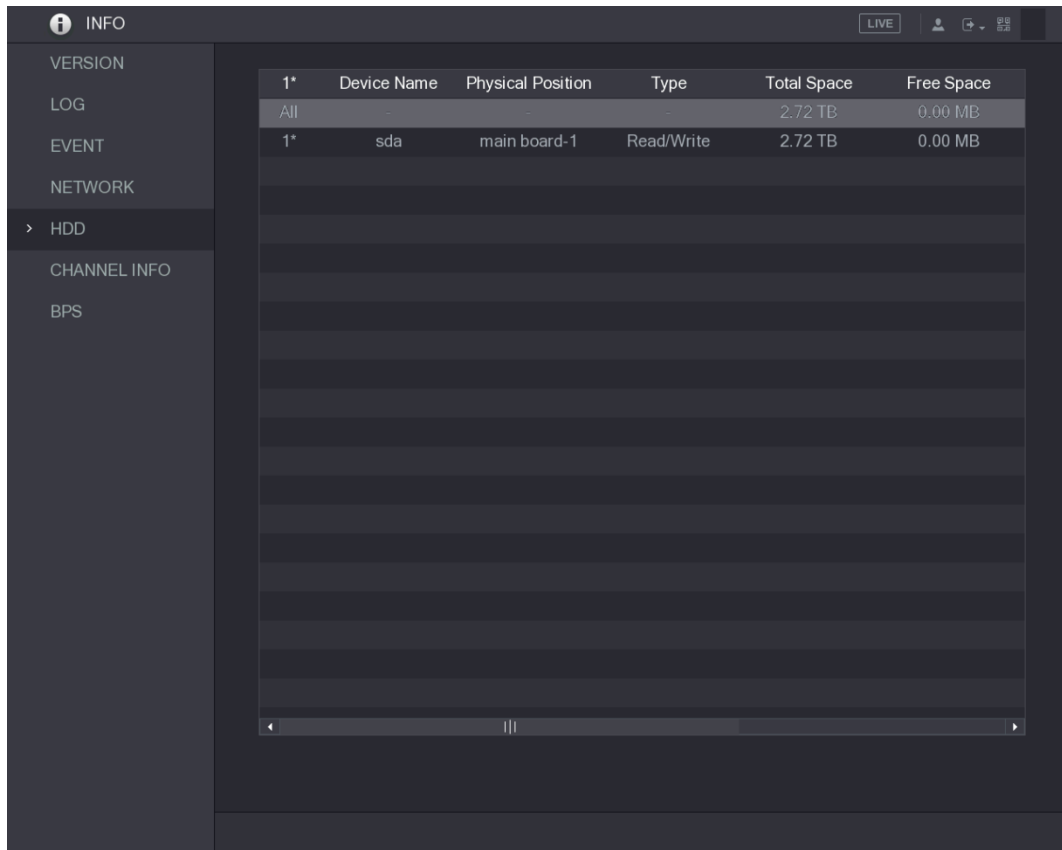 INFO
LIVE
VERSION
LOG
EVENT
NETWORK
> HDD
CHANNEL INFO
BPS
1* Device Name Physical Position Type Total Space Free Space
All - - - 2.72 TB 0.00 MB
1* sda main board-1 Read/Write 2.72 TB 0.00 MB